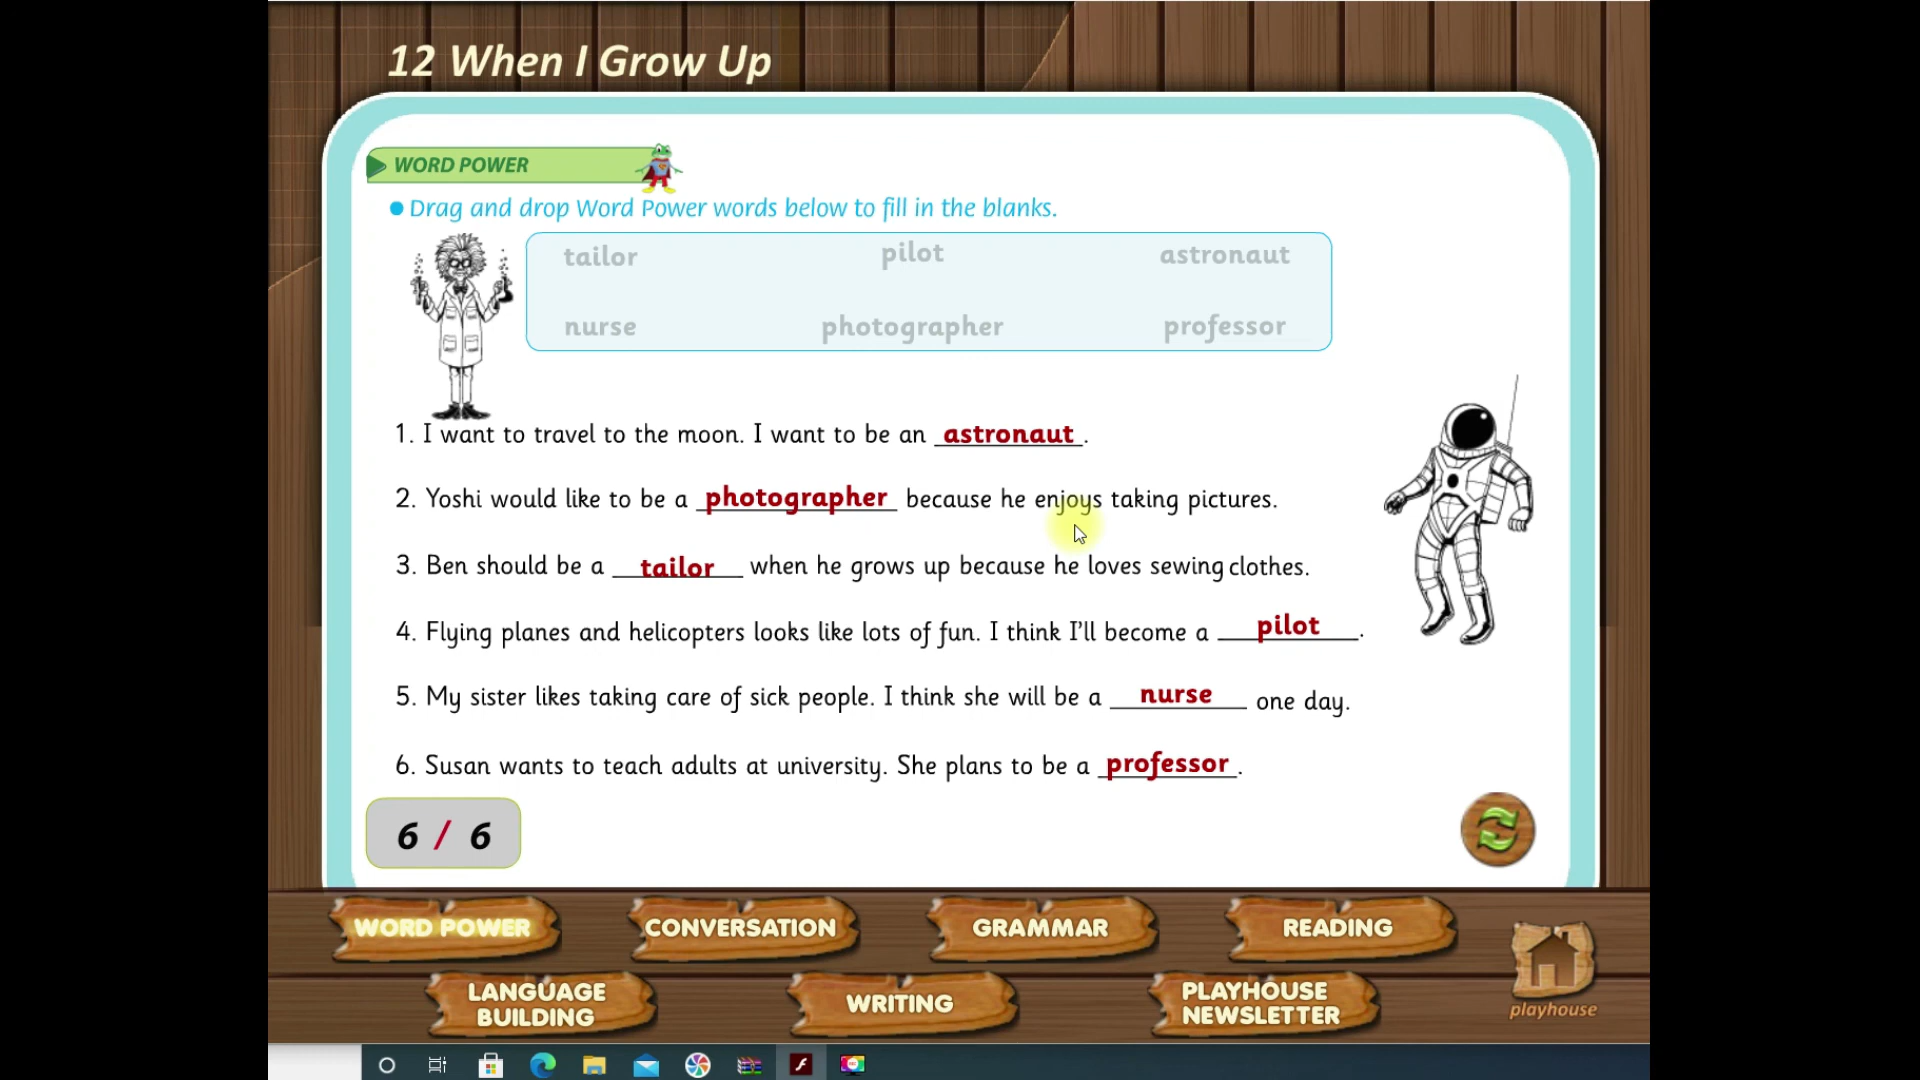 12 When I Grow Up
WORD POWER
Drag and drop Word Power words below to fill in the blanks.
tailor pilot astronaut
nurse photographer professor
1. I want to travel to the moon. I want to be an astronaut.
2. Yoshi would like to be a photographer because he enjoys taking pictures.
3. Ben should be a tailor when he grows up because he loves sewing clothes.
4. Flying planes and helicopters looks like lots of fun. I think I'll become a pilot.
5. My sister likes taking care of sick people. I think she will be a nurse one day.
6. Susan wants to teach adults at university. She plans to be a professor.
6 / 6
WORD POWER CONVERSATION GRAMMAR READING
LANGUAGE BUILDING WRITING PLAYHOUSE NEWSLETTER
playhouse